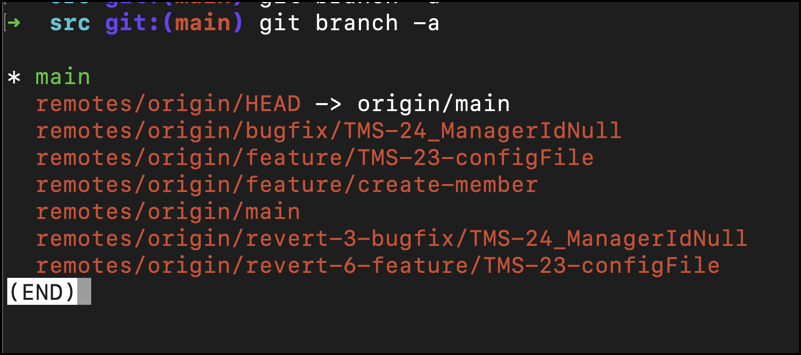 ➜  src git:(main) git branch -a
* main
  remotes/origin/HEAD -> origin/main
  remotes/origin/bugfix/TMS-24_ManagerIdNull
  remotes/origin/feature/TMS-23-configFile
  remotes/origin/feature/create-member
  remotes/origin/main
  remotes/origin/revert-3-bugfix/TMS-24_ManagerIdNull
  remotes/origin/revert-6-feature/TMS-23-configFile
(END)